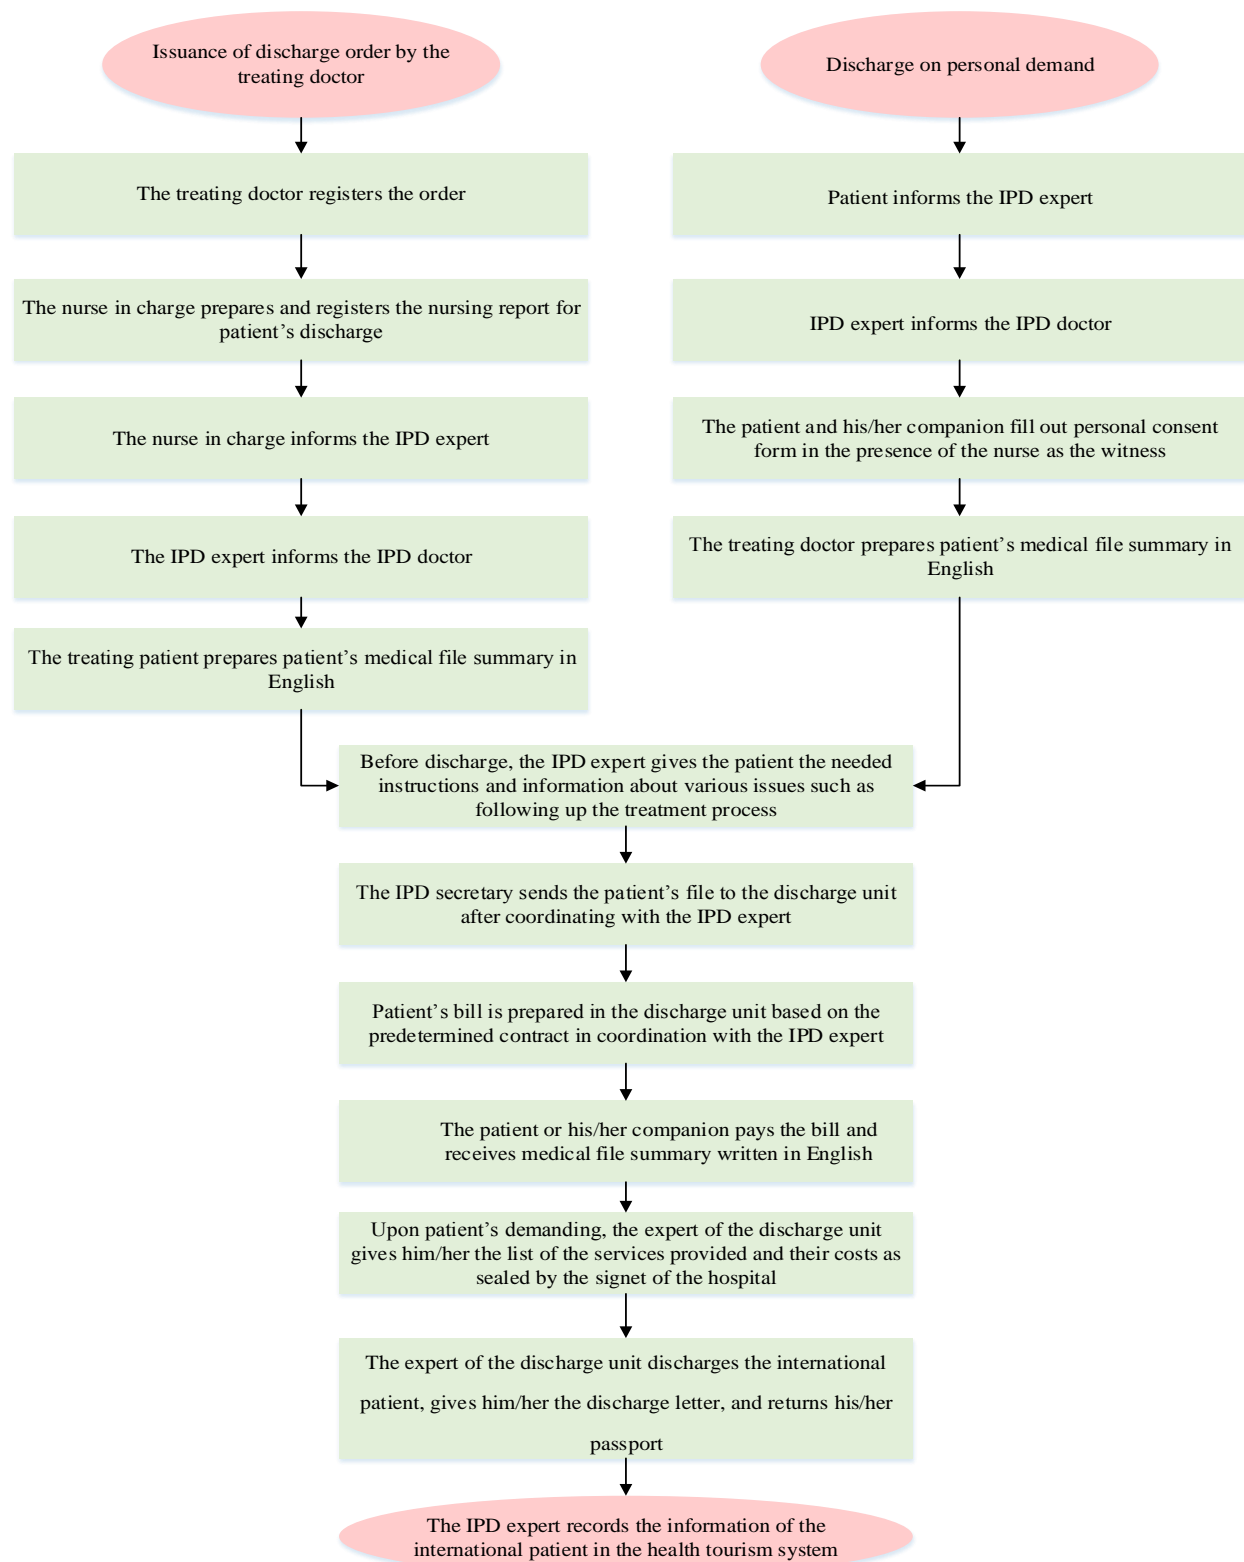 Issuance of discharge order by the
treating doctor
The treating doctor registers the order
The nurse in charge prepares and registers the nursing report for
patient’s discharge
The nurse in charge informs the IPD expert
The IPD expert informs the IPD doctor
The treating patient prepares patient’s medical file summary in
English
Discharge on personal demand
Patient informs the IPD expert
IPD expert informs the IPD doctor
The patient and his/her companion fill out personal consent
form in the presence of the nurse as the witness
The treating doctor prepares patient’s medical file summary in
English
Before discharge, the IPD expert gives the patient the needed
instructions and information about various issues such as
following up the treatment process
The IPD secretary sends the patient’s file to the discharge unit
after coordinating with the IPD expert
Patient’s bill is prepared in the discharge unit based on the
predetermined contract in coordination with the IPD expert
The patient or his/her companion pays the bill and
receives medical file summary written in English
Upon patient’s demanding, the expert of the discharge unit
gives him/her the list of the services provided and their costs as
sealed by the signet of the hospital
The expert of the discharge unit discharges the international
patient, gives him/her the discharge letter, and returns his/her
passport
The IPD expert records the information of the
international patient in the health tourism system